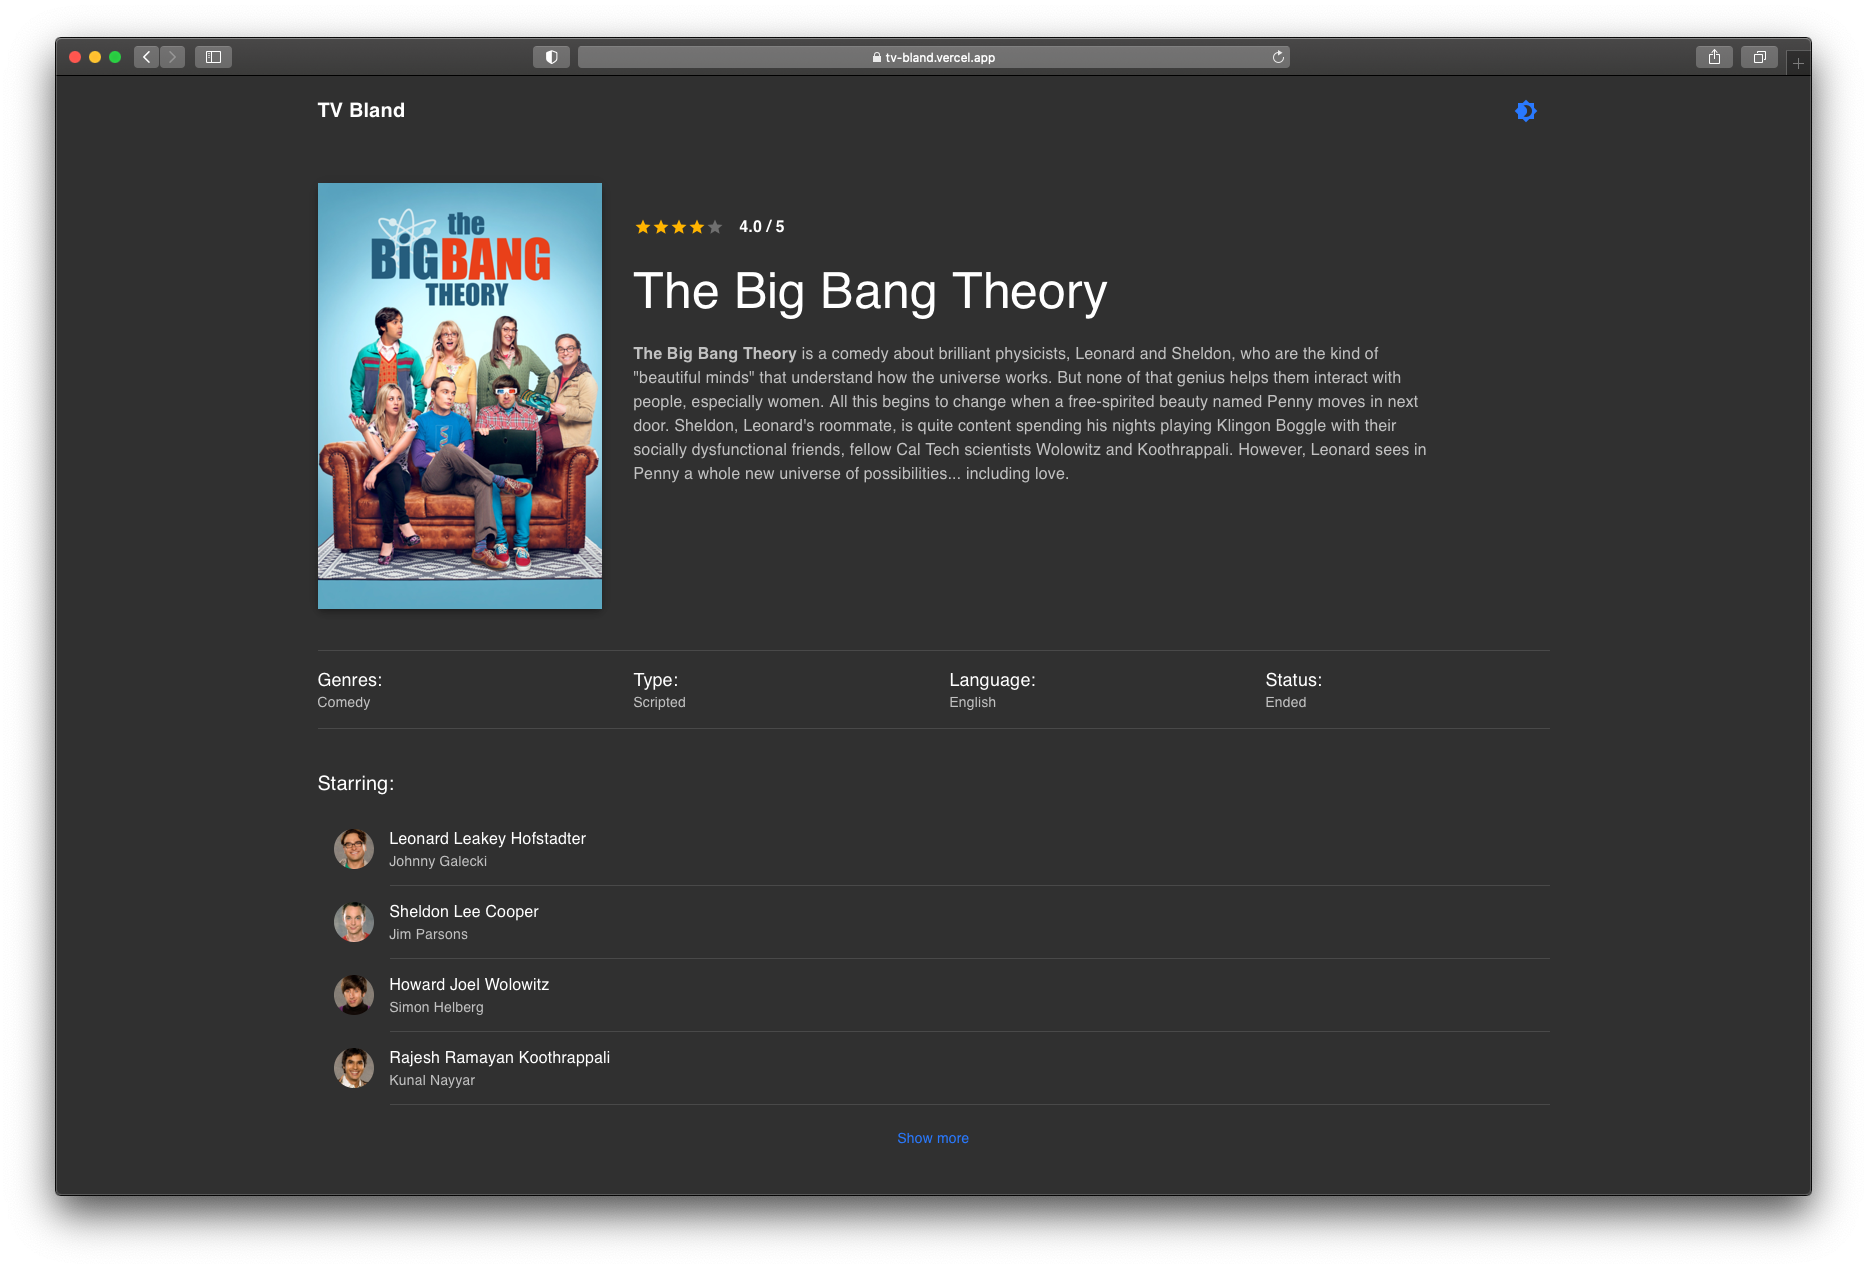 tv-bland.vercel.app
TV Bland
the
BiGBANG
THEORY
4.0 / 5
The Big Bang Theory
The Big Bang Theory is a comedy about brilliant physicists, Leonard and Sheldon, who are the kind of
"beautiful minds" that understand how the universe works. But none of that genius helps them interact with
people, especially women. All this begins to change when a free-spirited beauty named Penny moves in next
door. Sheldon, Leonard's roommate, is quite content spending his nights playing Klingon Boggle with their
socially dysfunctional friends, fellow Cal Tech scientists Wolowitz and Koothrappali. However, Leonard sees in
Penny a whole new universe of possibilities... including love.
Genres:
Comedy
Type:
Scripted
Language:
English
Status:
Ended
Starring:
Leonard Leakey Hofstadter
Johnny Galecki
Sheldon Lee Cooper
Jim Parsons
Howard Joel Wolowitz
Simon Helberg
Rajesh Ramayan Koothrappali
Kunal Nayyar
Show more